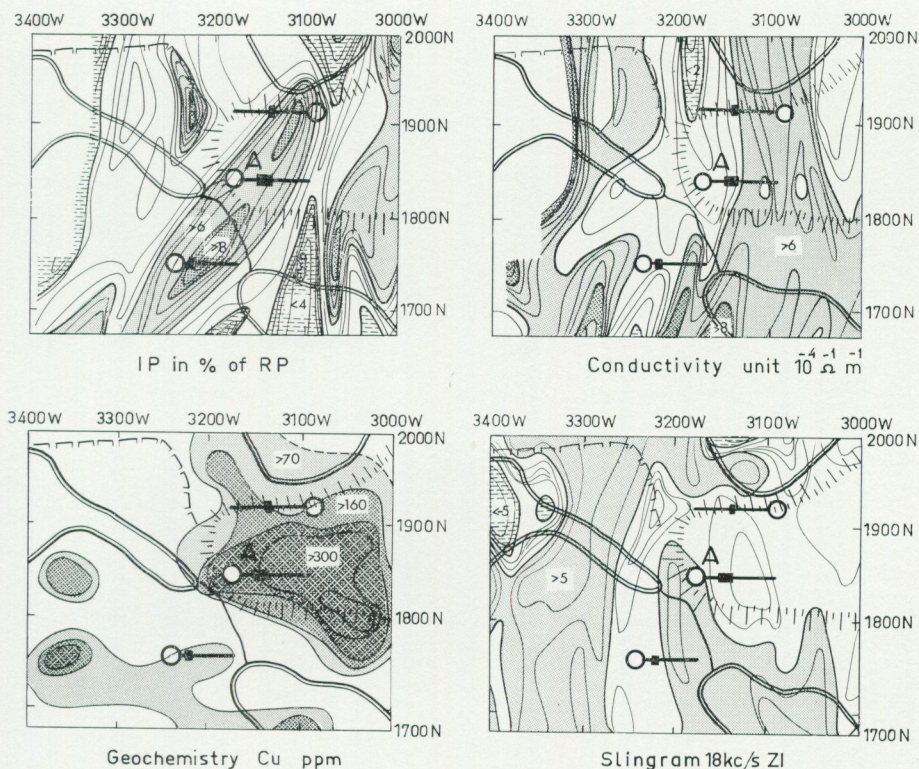 3400W 3300W 3200W 3100W 3000W
2000N
1900N
A
1800N
>6
>8
<4
1700N
IP in % of RP
3400W 3300W 3200W 3100W 3000W
2000N
<2
1900N
A
1800N
>6
>8
1700N
Conductivity unit 10⁻⁴ Ω⁻¹ m⁻¹
3400W 3300W 3200W 3100W 3000W
2000N
>70
>160
1900N
A
>300
1800N
1700N
Geochemistry Cu ppm
3400W 3300W 3200W 3100W 3000W
2000N
1900N
A
>5
1800N
1700N
Slingram 18kc/s ZI